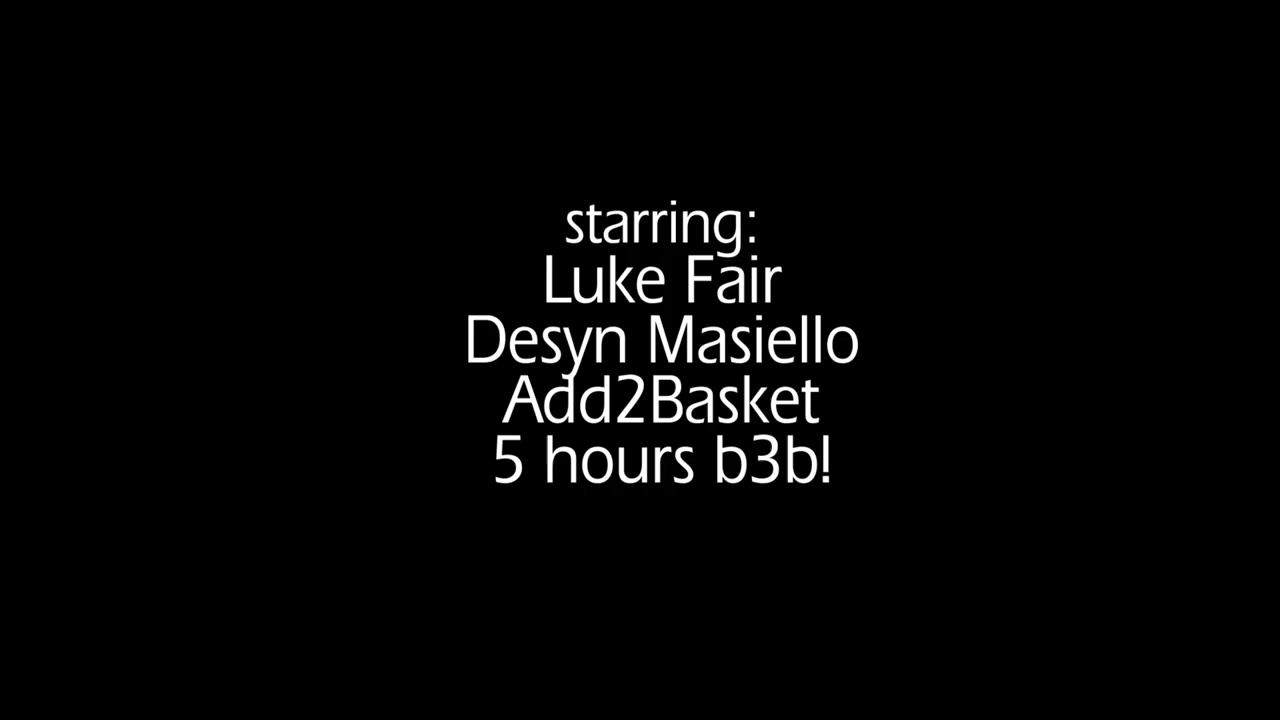 starring:
Luke Fair
Desyn Masiello
Add2Basket
5 hours b3b!